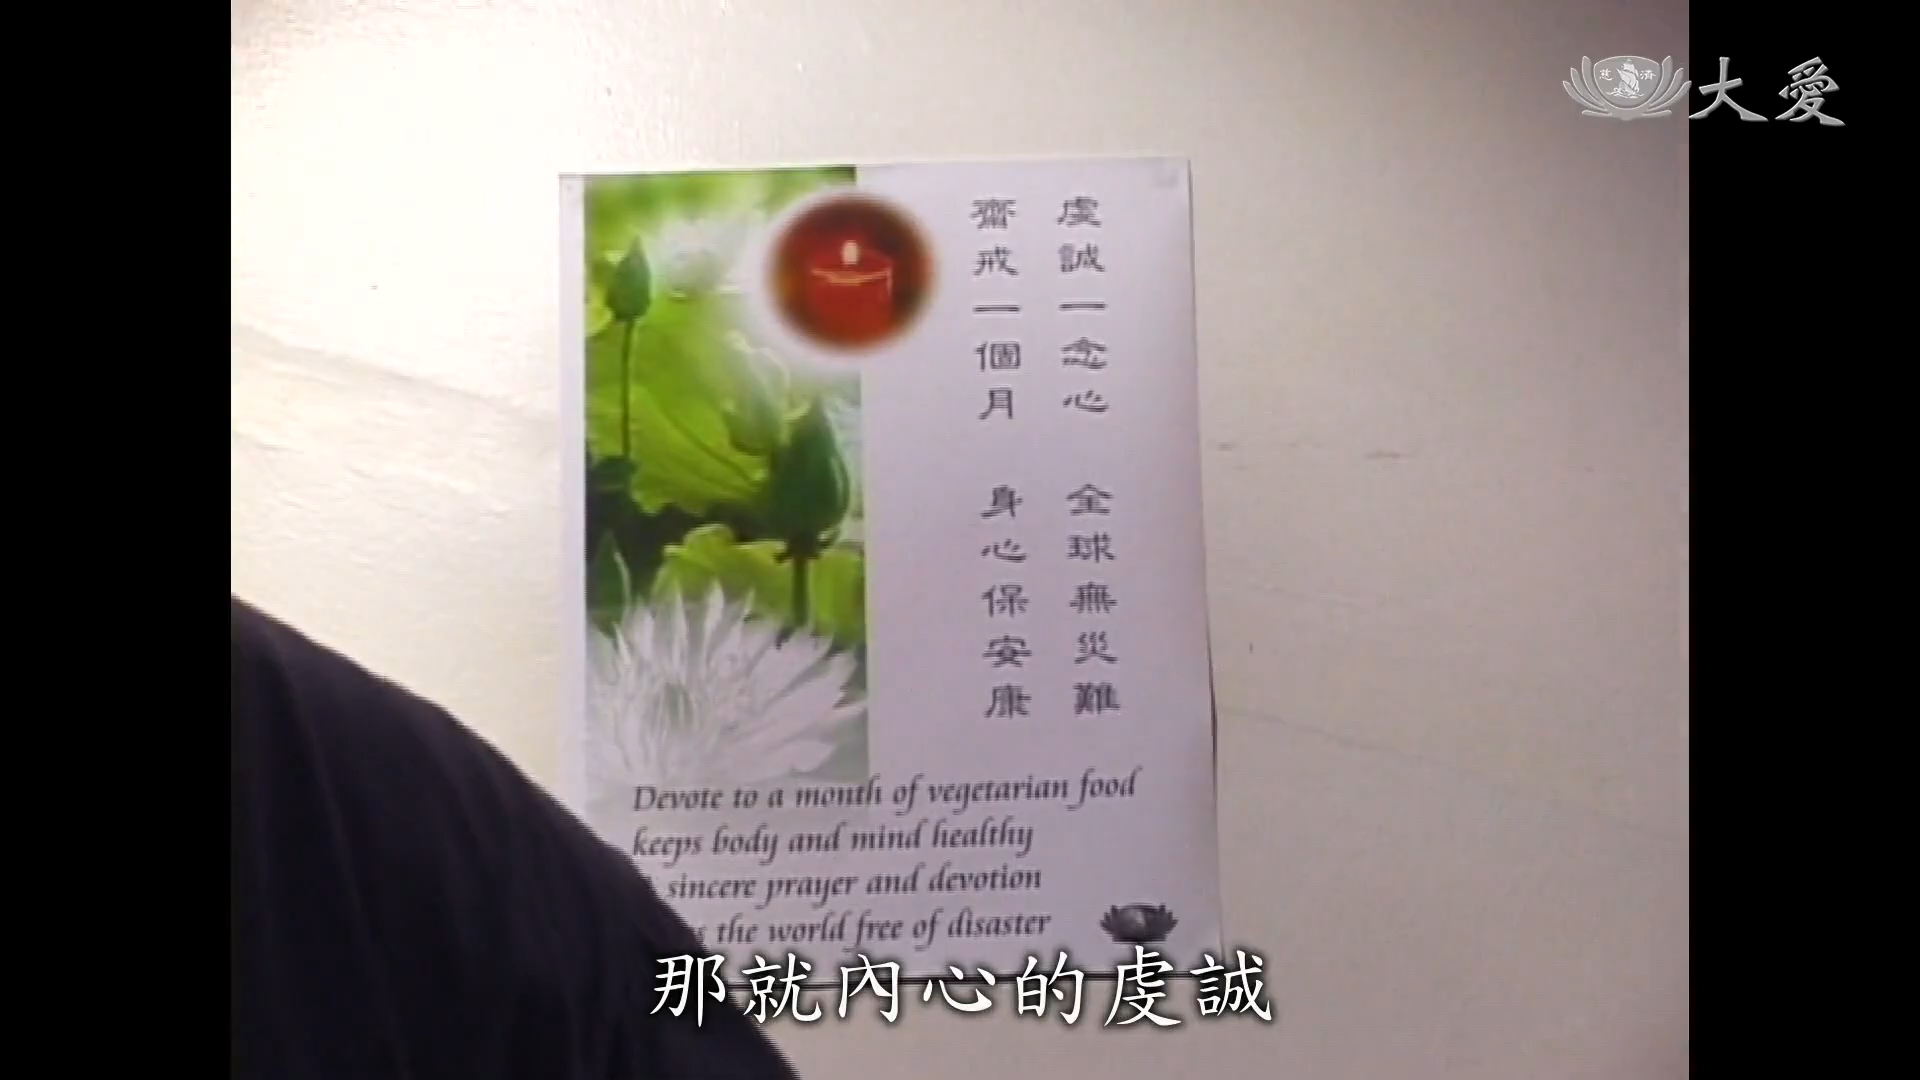 慈濟
大愛
虔誠一念心 全球無災難
齋戒一個月 身心保安康
Devote to a month of vegetarian food
keeps body and mind healthy
sincere prayer and devotion
the world free of disaster
那就內心的虔誠